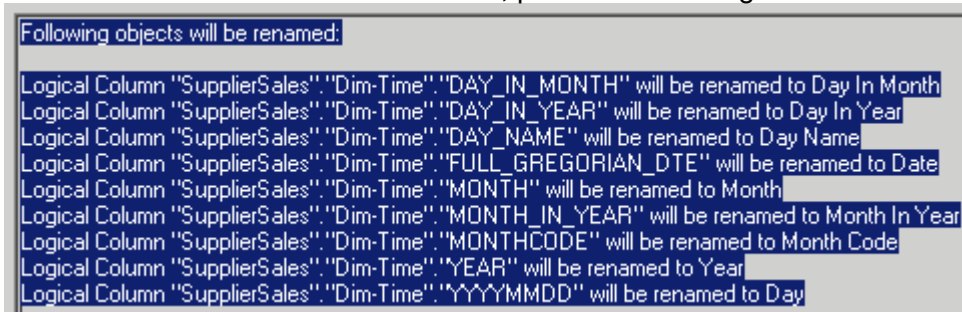 Following objects will be renamed:
Logical Column "SupplierSales"."Dim-Time"."DAY_IN_MONTH" will be renamed to Day In Month
Logical Column "SupplierSales"."Dim-Time"."DAY_IN_YEAR" will be renamed to Day In Year
Logical Column "SupplierSales"."Dim-Time"."DAY_NAME" will be renamed to Day Name
Logical Column "SupplierSales"."Dim-Time"."FULL_GREGORIAN_DTE" will be renamed to Date
Logical Column "SupplierSales"."Dim-Time"."MONTH" will be renamed to Month
Logical Column "SupplierSales"."Dim-Time"."MONTH_IN_YEAR" will be renamed to Month In Year
Logical Column "SupplierSales"."Dim-Time"."MONTHCODE" will be renamed to Month Code
Logical Column "SupplierSales"."Dim-Time"."YEAR" will be renamed to Year
Logical Column "SupplierSales"."Dim-Time"."YYYYMMDD" will be renamed to Day